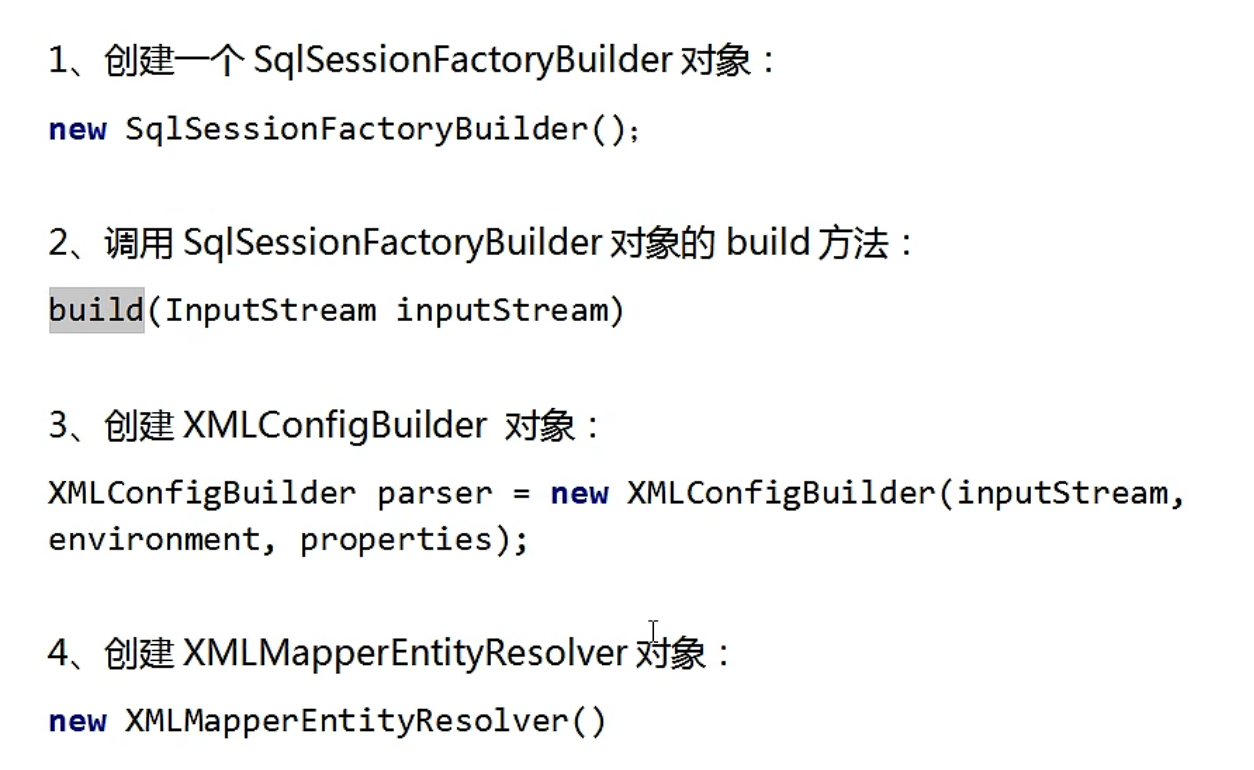 1、创建一个 SqlSessionFactoryBuilder 对象：
new SqlSessionFactoryBuilder();
2、调用 SqlSessionFactoryBuilder 对象的 build 方法：
build(InputStream inputStream)
3、创建 XMLConfigBuilder 对象：
XMLConfigBuilder parser = new XMLConfigBuilder(inputStream,
environment, properties);
4、创建 XMLMapperEntityResolver 对象：
new XMLMapperEntityResolver()